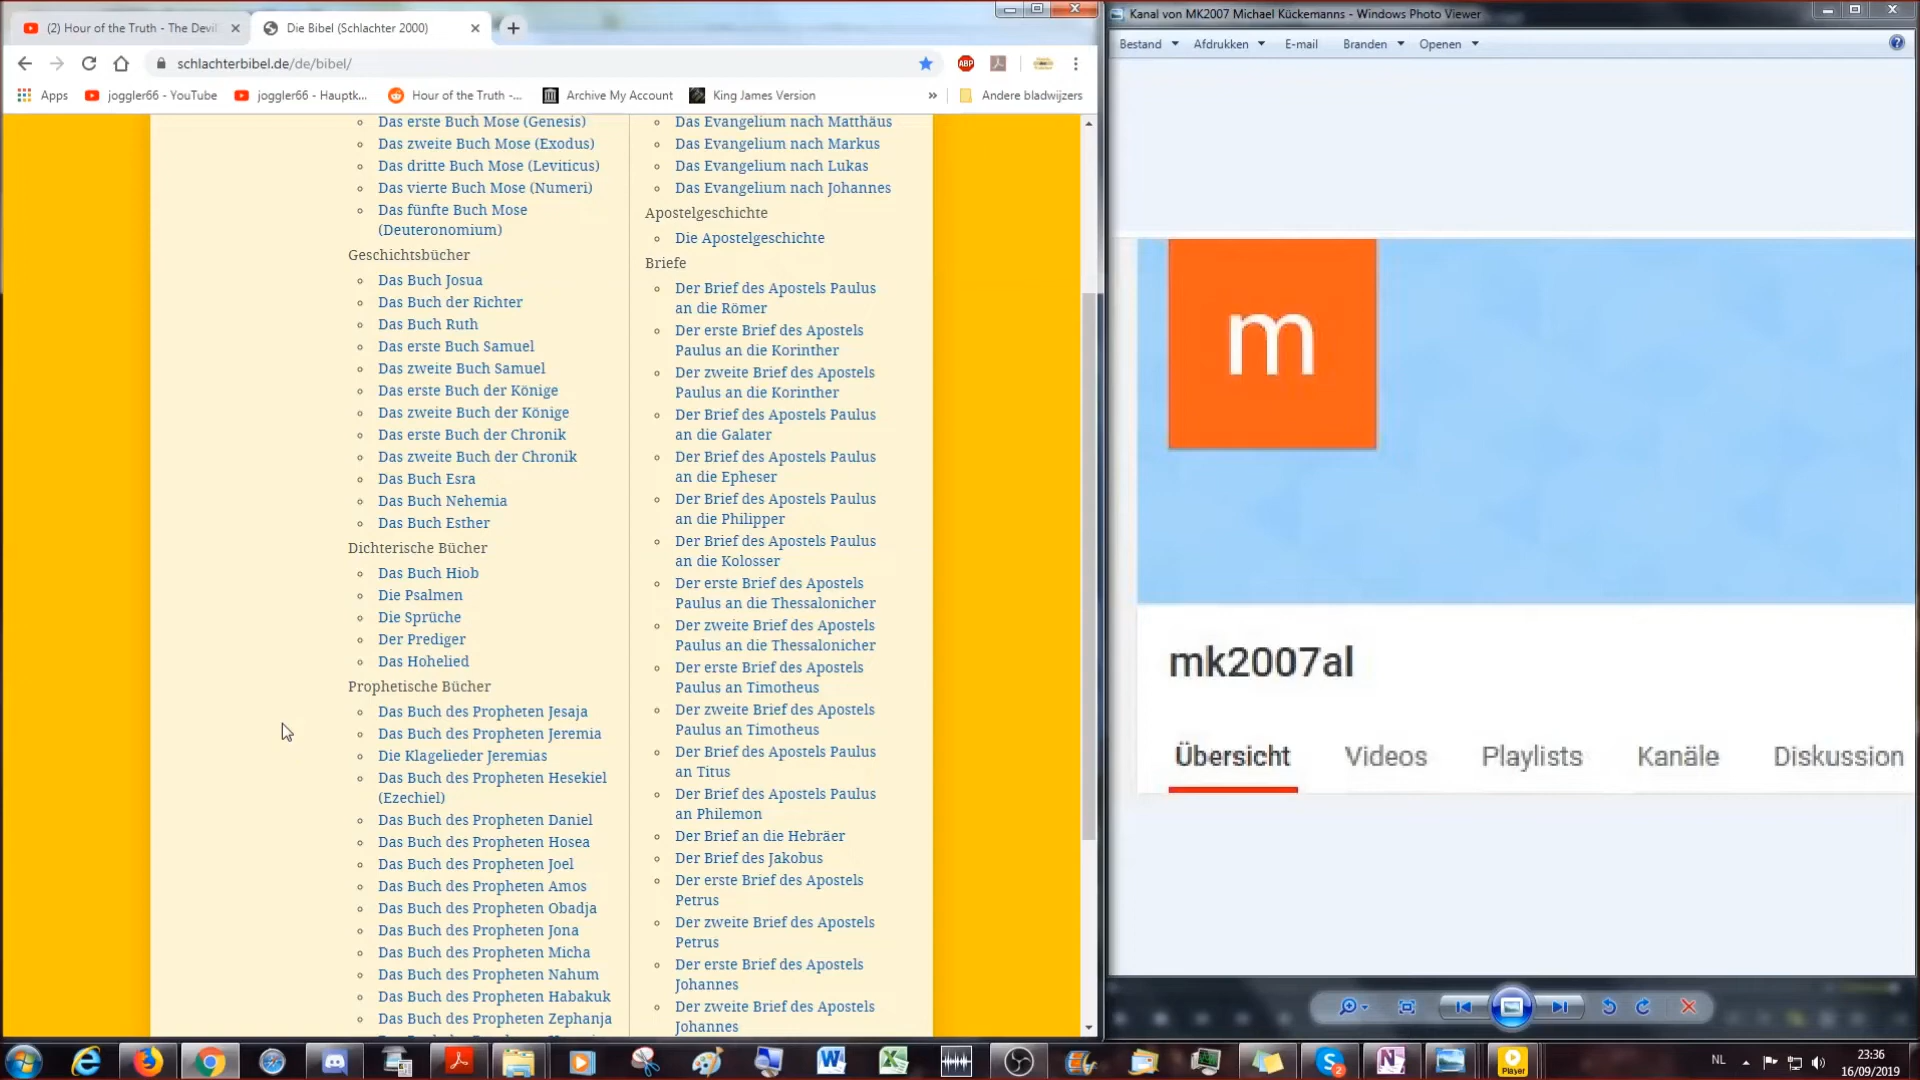 (2) Hour of the Truth - The Devil
Die Bibel (Schlachter 2000)
schlachterbibel.de/de/bibel/
ABP
Apps
joggler66 - YouTube
joggler66 - Hauptk...
Hour of the Truth -...
Archive My Account
King James Version
»
Andere bladwijzers
Das erste Buch Mose (Genesis)
Das zweite Buch Mose (Exodus)
Das dritte Buch Mose (Leviticus)
Das vierte Buch Mose (Numeri)
Das fünfte Buch Mose
(Deuteronomium)
Geschichtsbücher
Das Buch Josua
Das Buch der Richter
Das Buch Ruth
Das erste Buch Samuel
Das zweite Buch Samuel
Das erste Buch der Könige
Das zweite Buch der Könige
Das erste Buch der Chronik
Das zweite Buch der Chronik
Das Buch Esra
Das Buch Nehemia
Das Buch Esther
Dichterische Bücher
Das Buch Hiob
Die Psalmen
Die Sprüche
Der Prediger
Das Hohelied
Prophetische Bücher
Das Buch des Propheten Jesaja
Das Buch des Propheten Jeremia
Die Klagelieder Jeremias
Das Buch des Propheten Hesekiel
(Ezechiel)
Das Buch des Propheten Daniel
Das Buch des Propheten Hosea
Das Buch des Propheten Joel
Das Buch des Propheten Amos
Das Buch des Propheten Obadja
Das Buch des Propheten Jona
Das Buch des Propheten Micha
Das Buch des Propheten Nahum
Das Buch des Propheten Habakuk
Das Buch des Propheten Zephanja
Das Evangelium nach Matthäus
Das Evangelium nach Markus
Das Evangelium nach Lukas
Das Evangelium nach Johannes
Apostelgeschichte
Die Apostelgeschichte
Briefe
Der Brief des Apostels Paulus
an die Römer
Der erste Brief des Apostels
Paulus an die Korinther
Der zweite Brief des Apostels
Paulus an die Korinther
Der Brief des Apostels Paulus
an die Galater
Der Brief des Apostels Paulus
an die Epheser
Der Brief des Apostels Paulus
an die Philipper
Der Brief des Apostels Paulus
an die Kolosser
Der erste Brief des Apostels
Paulus an die Thessalonicher
Der zweite Brief des Apostels
Paulus an die Thessalonicher
Der erste Brief des Apostels
Paulus an Timotheus
Der zweite Brief des Apostels
Paulus an Timotheus
Der Brief des Apostels Paulus
an Titus
Der Brief des Apostels Paulus
an Philemon
Der Brief an die Hebräer
Der Brief des Jakobus
Der erste Brief des Apostels
Petrus
Der zweite Brief des Apostels
Petrus
Der erste Brief des Apostels
Johannes
Der zweite Brief des Apostels
Johannes
Kanal von MK2007 Michael Kückemanns - Windows Photo Viewer
Bestand
Afdrukken
E-mail
Branden
Openen
m
mk2007al
Übersicht
Videos
Playlists
Kanäle
Diskussion
Player
NL
23:36
16/09/2019